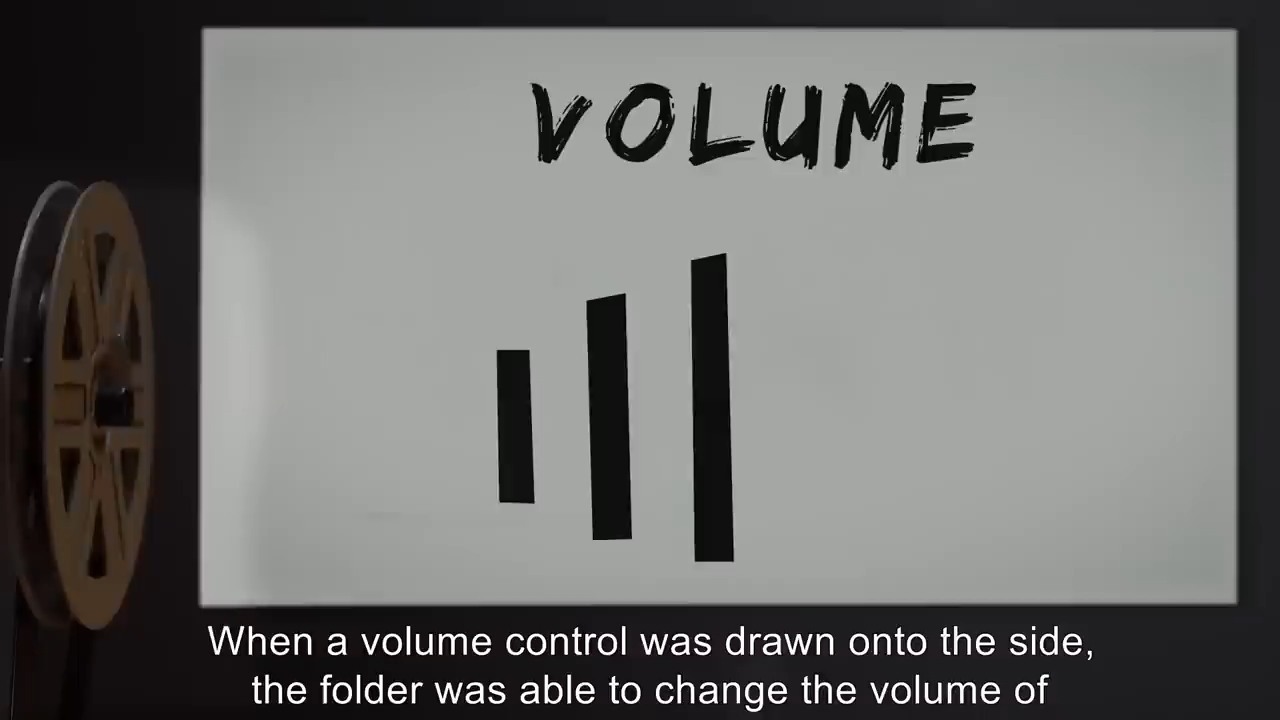 VOLUME
When a volume control was drawn onto the side,
the folder was able to change the volume of